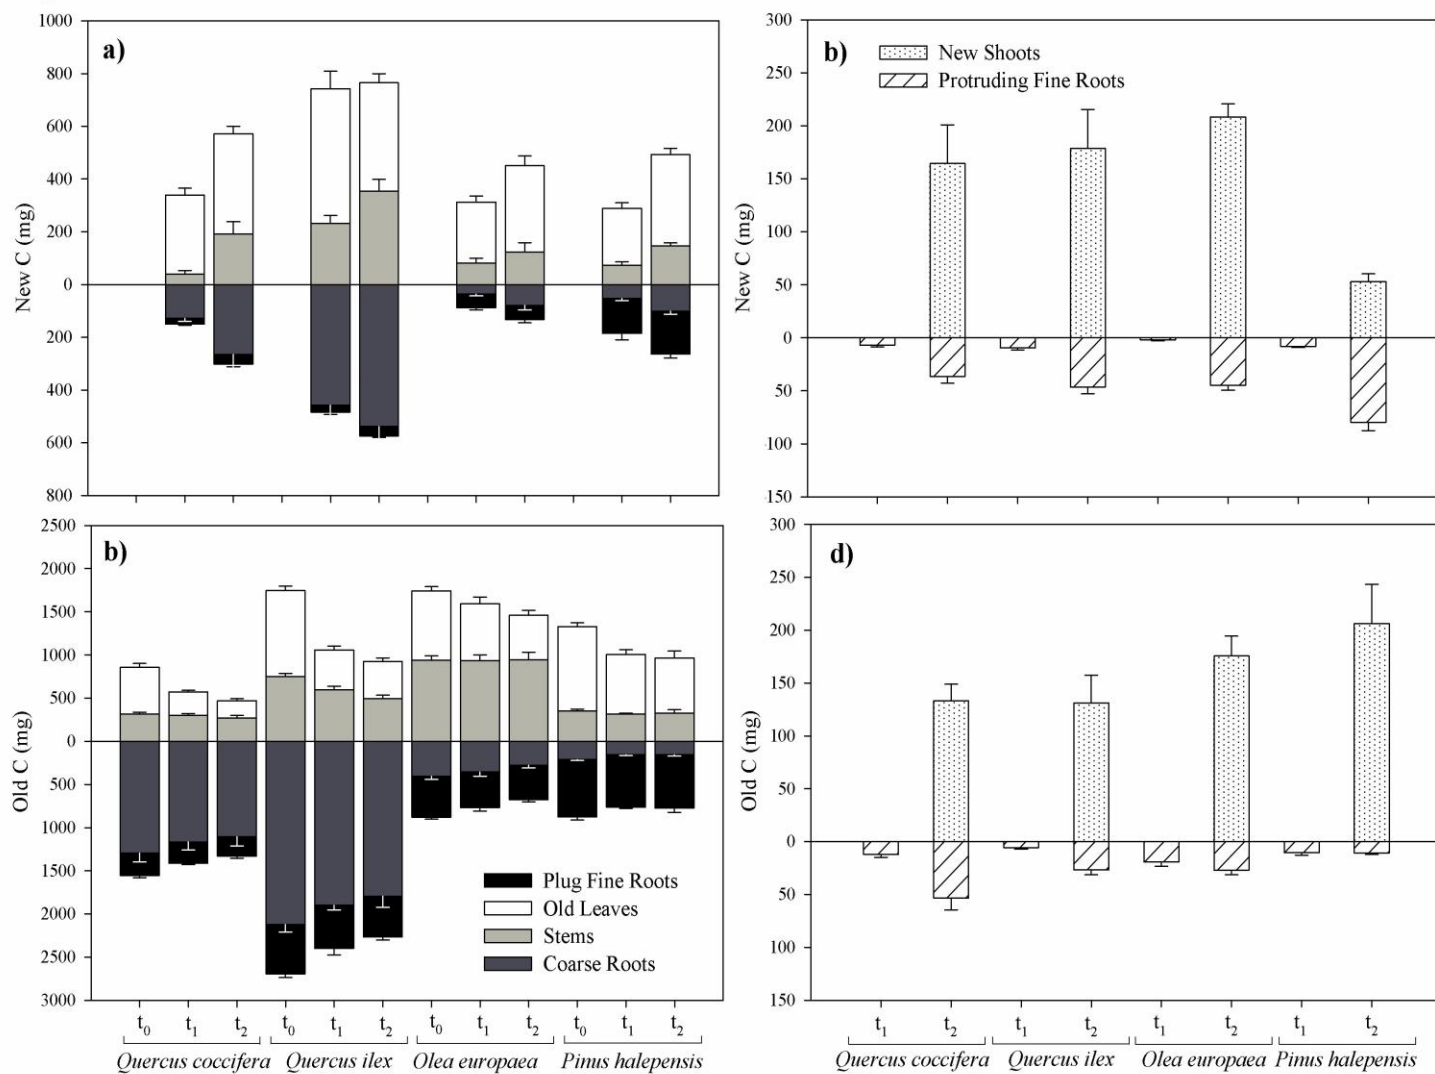 a)
New C (mg)
1000
800
600
400
200
0
200
400
600
800
b)
New Shoots
Protruding Fine Roots
New C (mg)
300
250
200
150
100
50
0
50
100
150
b)
Old C (mg)
2500
2000
1500
1000
500
0
500
1000
1500
2000
2500
3000
Plug Fine Roots
Old Leaves
Stems
Coarse Roots
t0 t1 t2 t0 t1 t2 t0 t1 t2 t0 t1 t2
Quercus coccifera Quercus ilex Olea europaea Pinus halepensis
d)
Old C (mg)
300
250
200
150
100
50
0
50
100
150
t1 t2 t1 t2 t1 t2 t1 t2
Quercus coccifera Quercus ilex Olea europaea Pinus halepensis